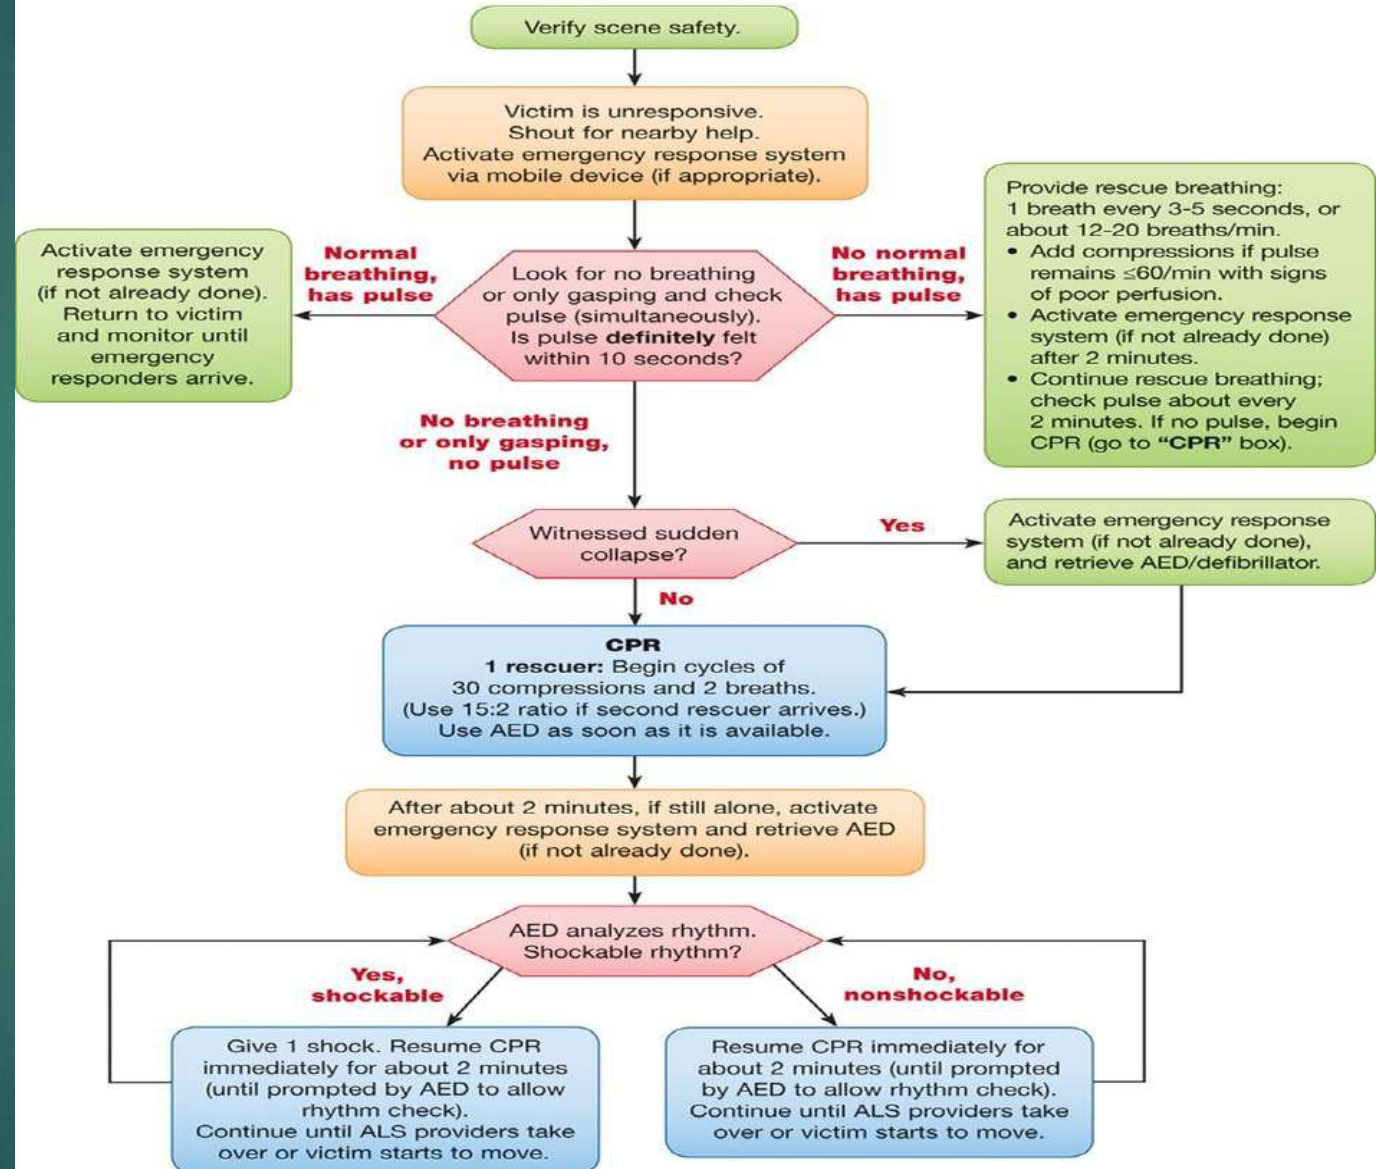 Verify scene safety.
Victim is unresponsive.
Shout for nearby help.
Activate emergency response system
via mobile device (if appropriate).
Normal
breathing,
has pulse
Activate emergency
response system
(if not already done).
Return to victim
and monitor until
emergency
responders arrive.
Look for no breathing
or only gasping and check
pulse (simultaneously).
Is pulse definitely felt
within 10 seconds?
No normal
breathing,
has pulse
Provide rescue breathing:
1 breath every 3-5 seconds, or
about 12-20 breaths/min.
• Add compressions if pulse
remains ≤60/min with signs
of poor perfusion.
• Activate emergency response
system (if not already done)
after 2 minutes.
• Continue rescue breathing;
check pulse about every
2 minutes. If no pulse, begin
CPR (go to “CPR” box).
No breathing
or only gasping,
no pulse
Witnessed sudden
collapse?
Yes
Activate emergency response
system (if not already done),
and retrieve AED/defibrillator.
No
CPR
1 rescuer: Begin cycles of
30 compressions and 2 breaths.
(Use 15:2 ratio if second rescuer arrives.)
Use AED as soon as it is available.
After about 2 minutes, if still alone, activate
emergency response system and retrieve AED
(if not already done).
AED analyzes rhythm.
Shockable rhythm?
Yes,
shockable
No,
nonshockable
Give 1 shock. Resume CPR
immediately for about 2 minutes
(until prompted by AED to allow
rhythm check).
Continue until ALS providers take
over or victim starts to move.
Resume CPR immediately for
about 2 minutes (until prompted
by AED to allow rhythm check).
Continue until ALS providers take
over or victim starts to move.